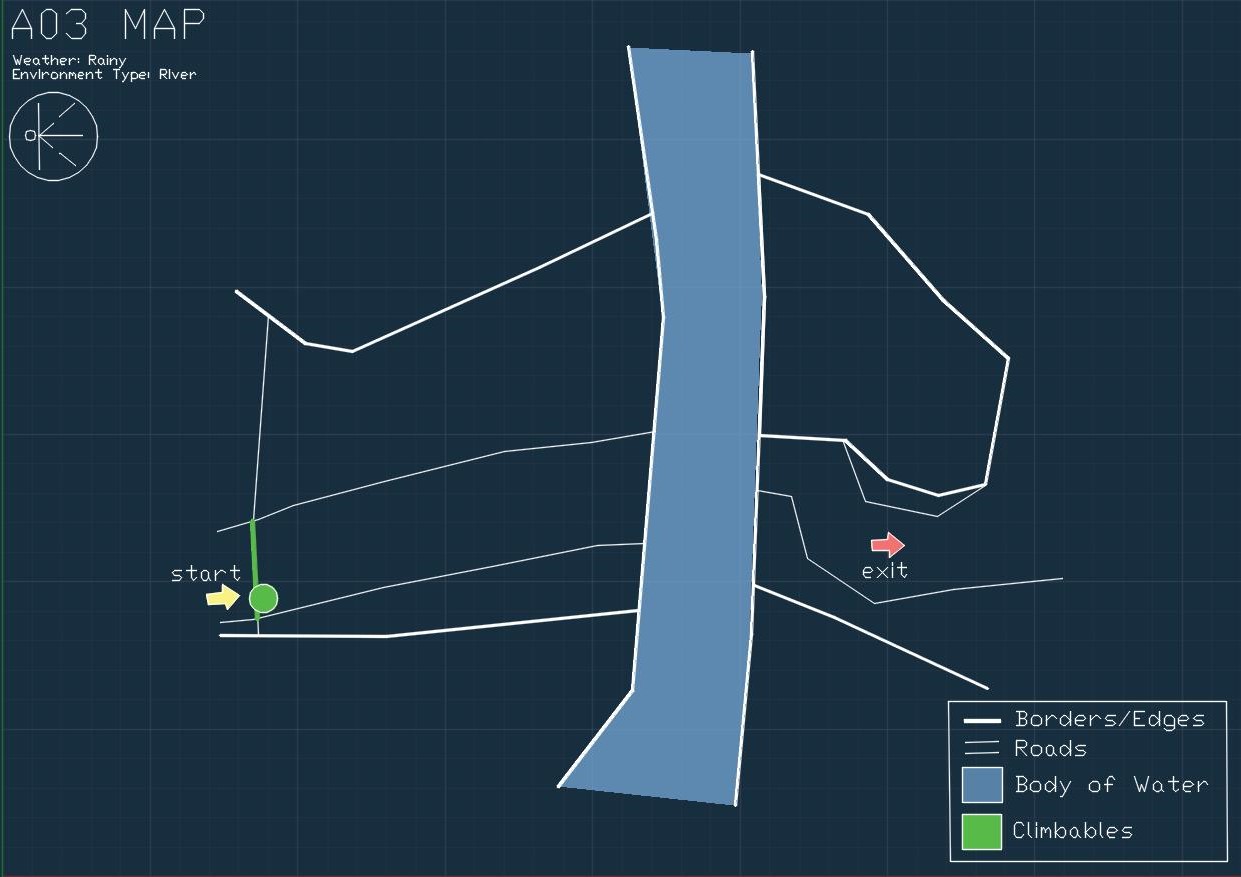 A03 MAP
Weather: Rainy
Environment Type: River
start
exit
Borders/Edges
Roads
Body of Water
Climbables